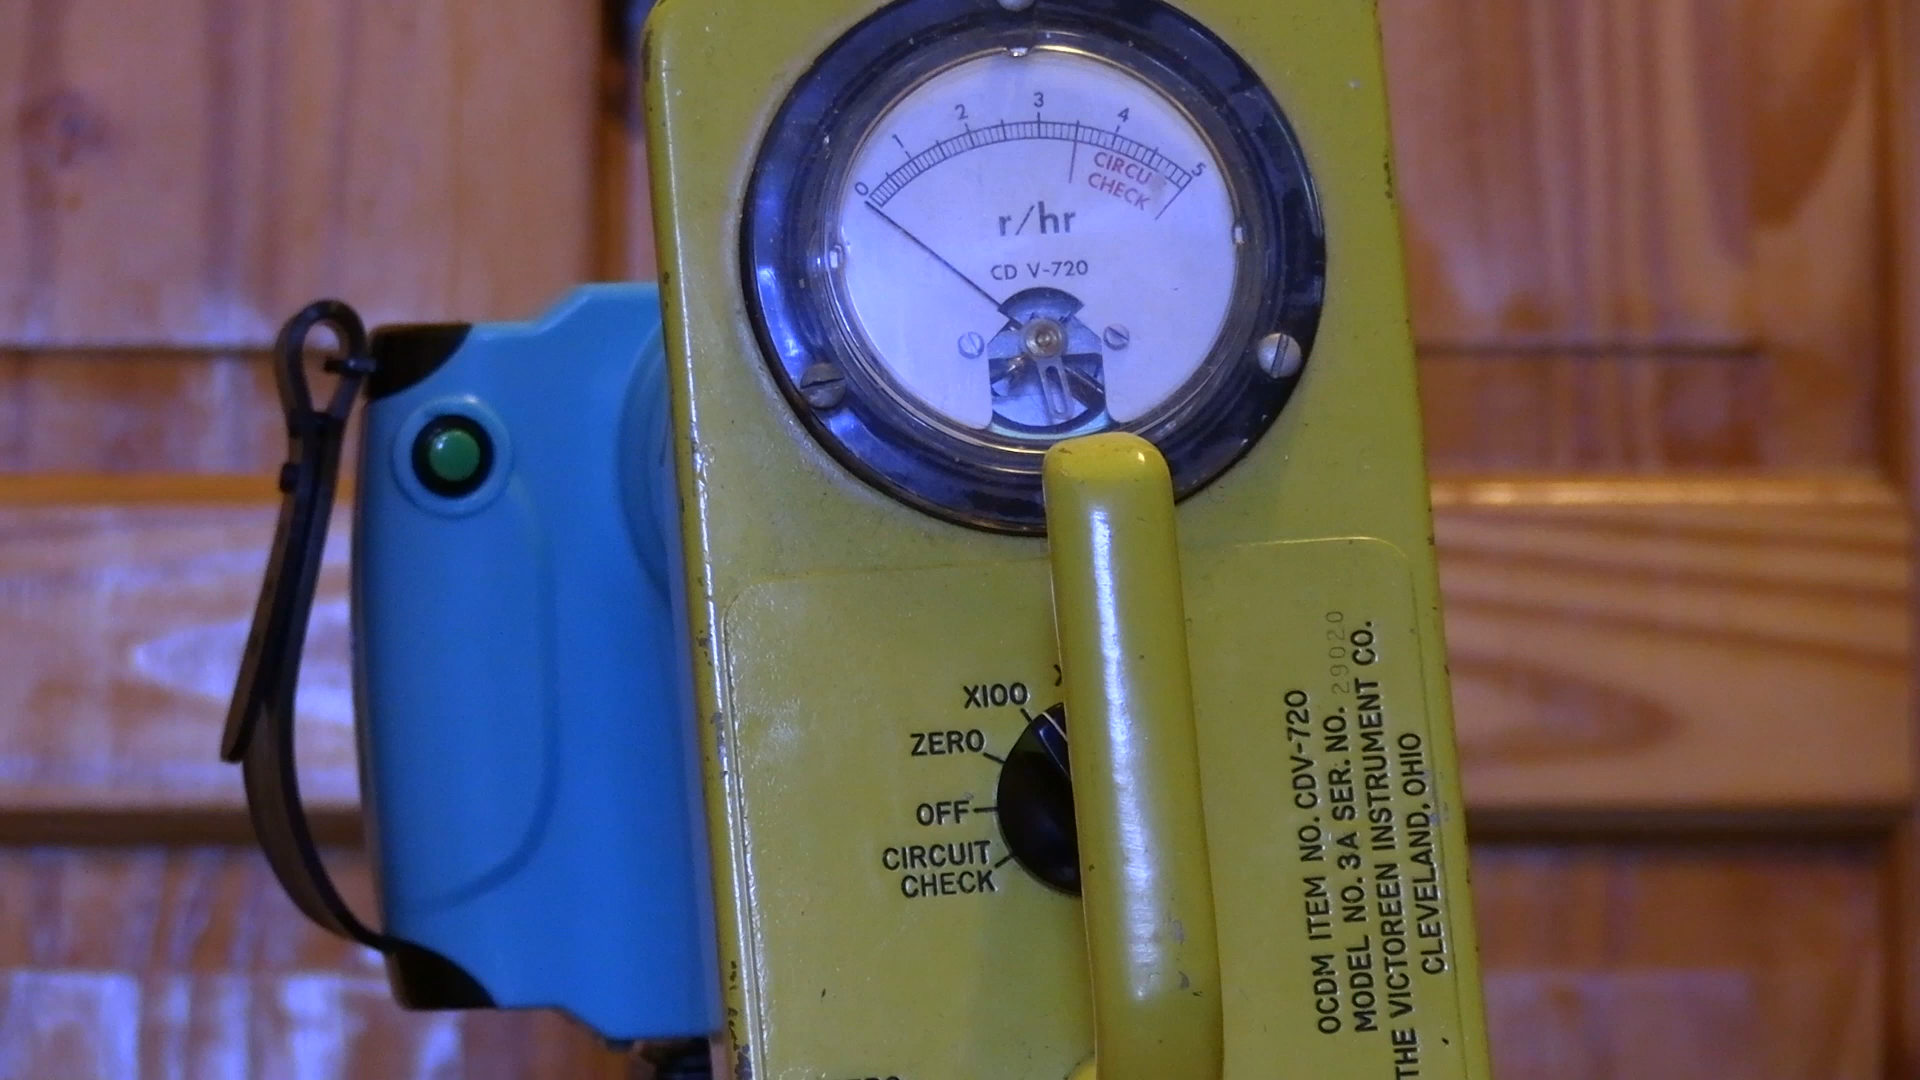 0 1 2 3 4 5
CIRCU
CHECK
r/hr
CD V-720
X100
ZERO
OFF
CIRCUIT
CHECK
OCDM ITEM NO. CDV-720
MODEL NO. 3A SER. NO. 29020
THE VICTOREEN INSTRUMENT CO.
CLEVELAND, OHIO